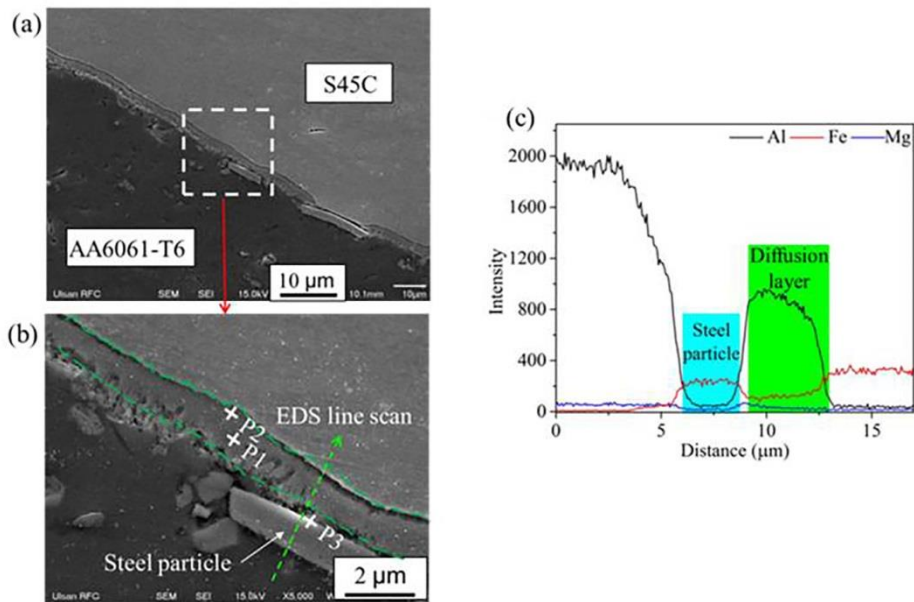 (a)
S45C
AA6061-T6
10 µm
Ulsan RFC SEM SEI 15.0kV 10.1mm 10µm
(b)
P2
P1
EDS line scan
P3
Steel particle
2 µm
Ulsan RFC SEM SEI 15.0kV X5,000
(c)
Al Fe Mg
2000
1600
1200
800
400
0
Intensity
Diffusion
layer
Steel
particle
0 5 10 15
Distance (µm)